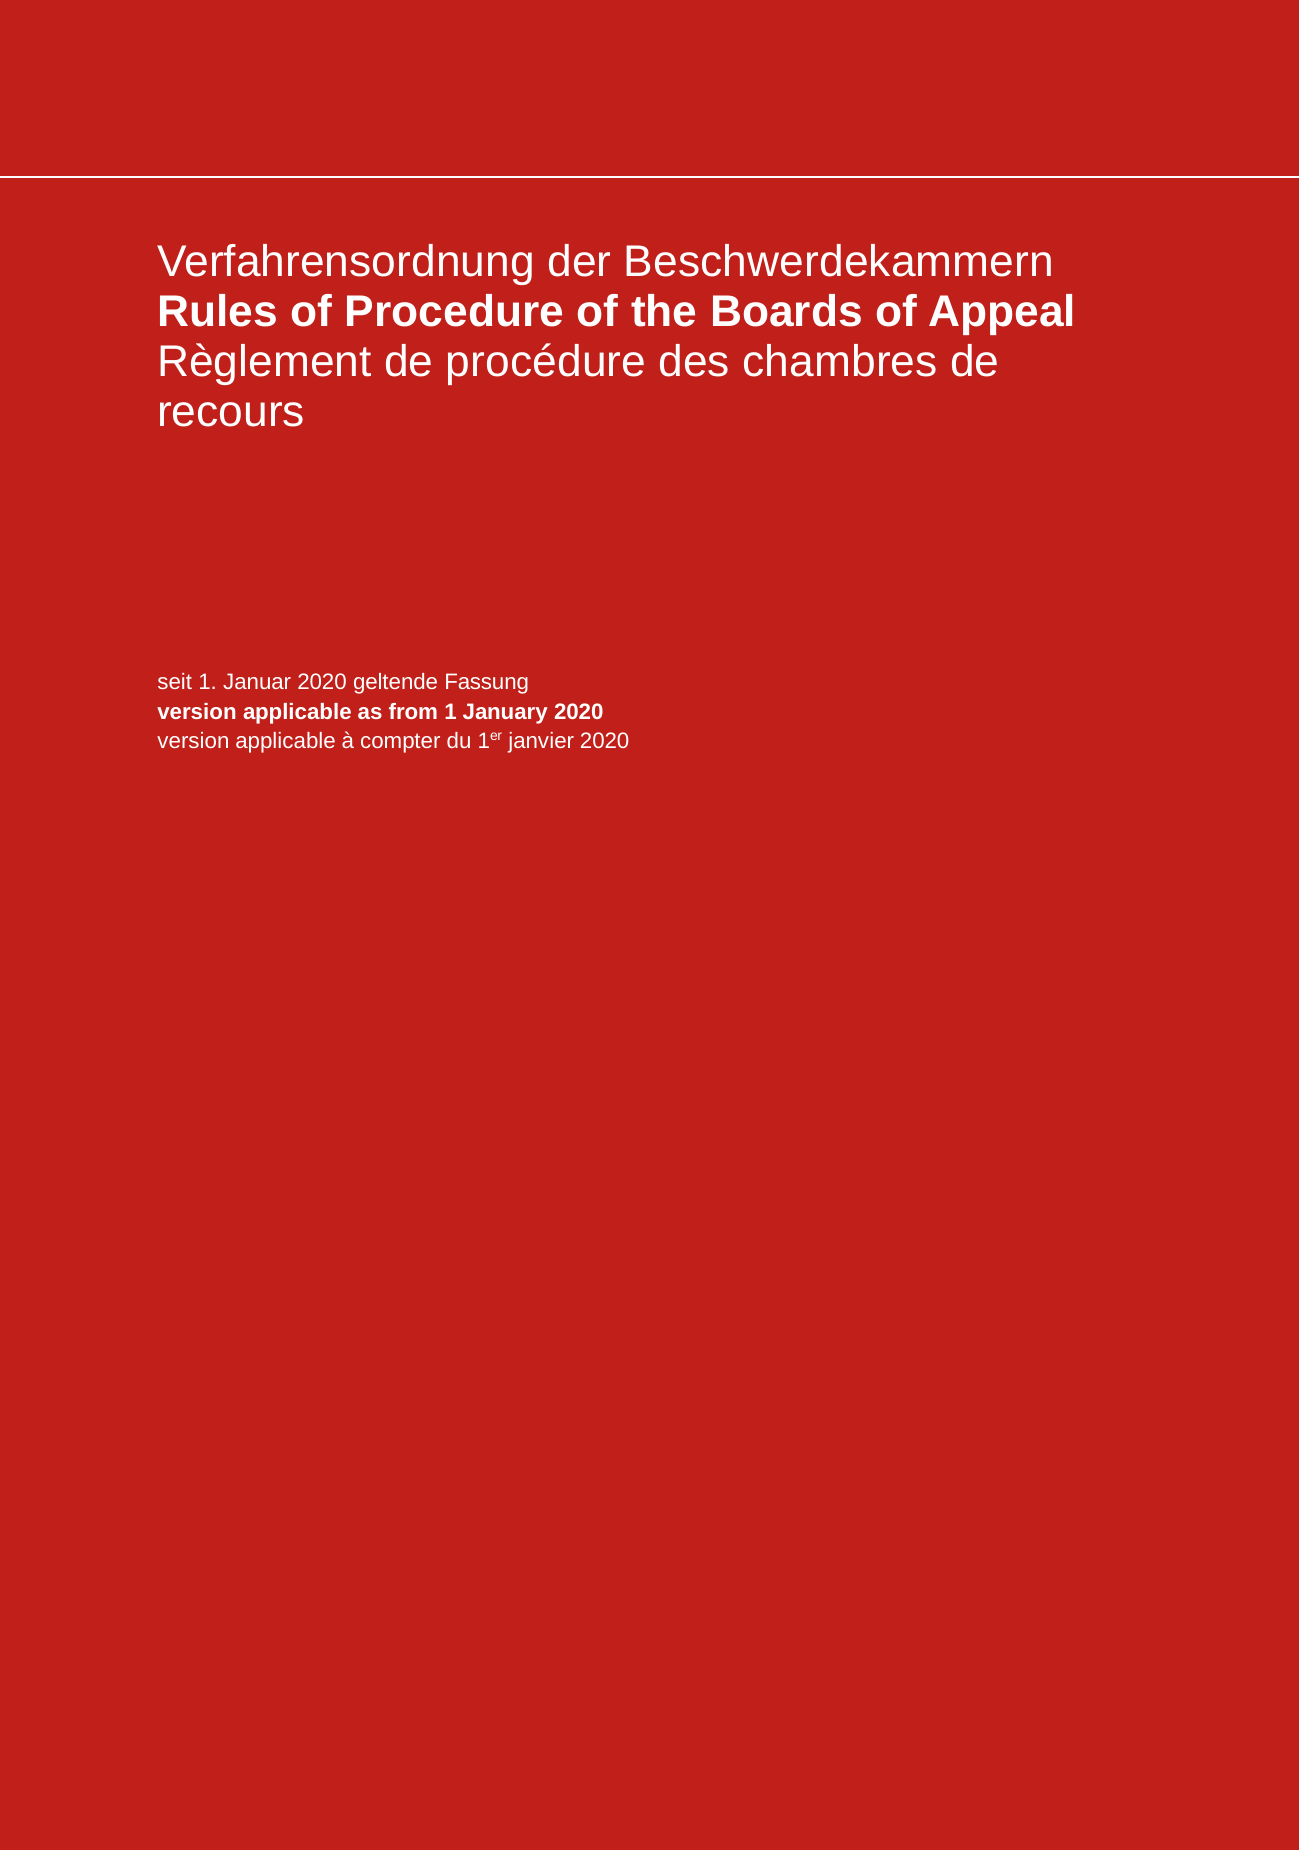 Verfahrensordnung der Beschwerdekammern
Rules of Procedure of the Boards of Appeal
Règlement de procédure des chambres de
recours
seit 1. Januar 2020 geltende Fassung
version applicable as from 1 January 2020
version applicable à compter du 1er janvier 2020